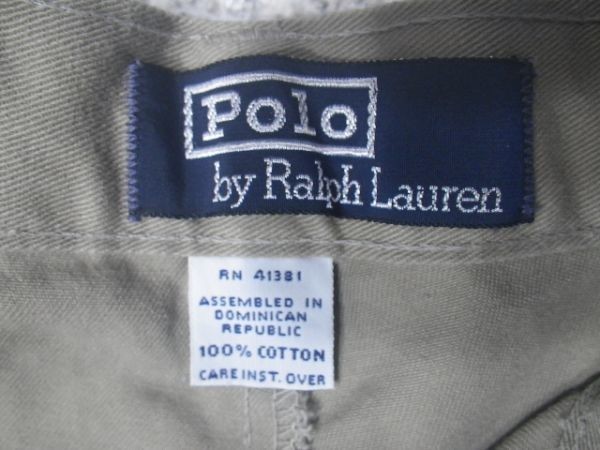 Polo
by Ralph Lauren
RN 41381
ASSEMBLED IN
DOMINICAN
REPUBLIC
100% COTTON
CARE INST. OVER